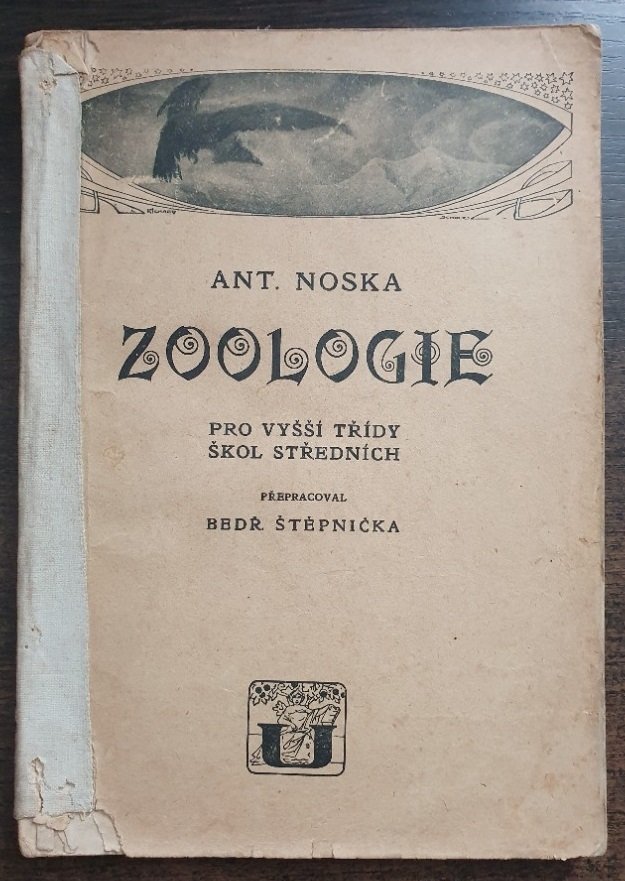 ANT. NOSKA
ZOOLOGIE
PRO VYŠŠÍ TŘÍDY
ŠKOL STŘEDNÍCH
PŘEPRACOVAL
BEDŘ. ŠTĚPNIČKA
U